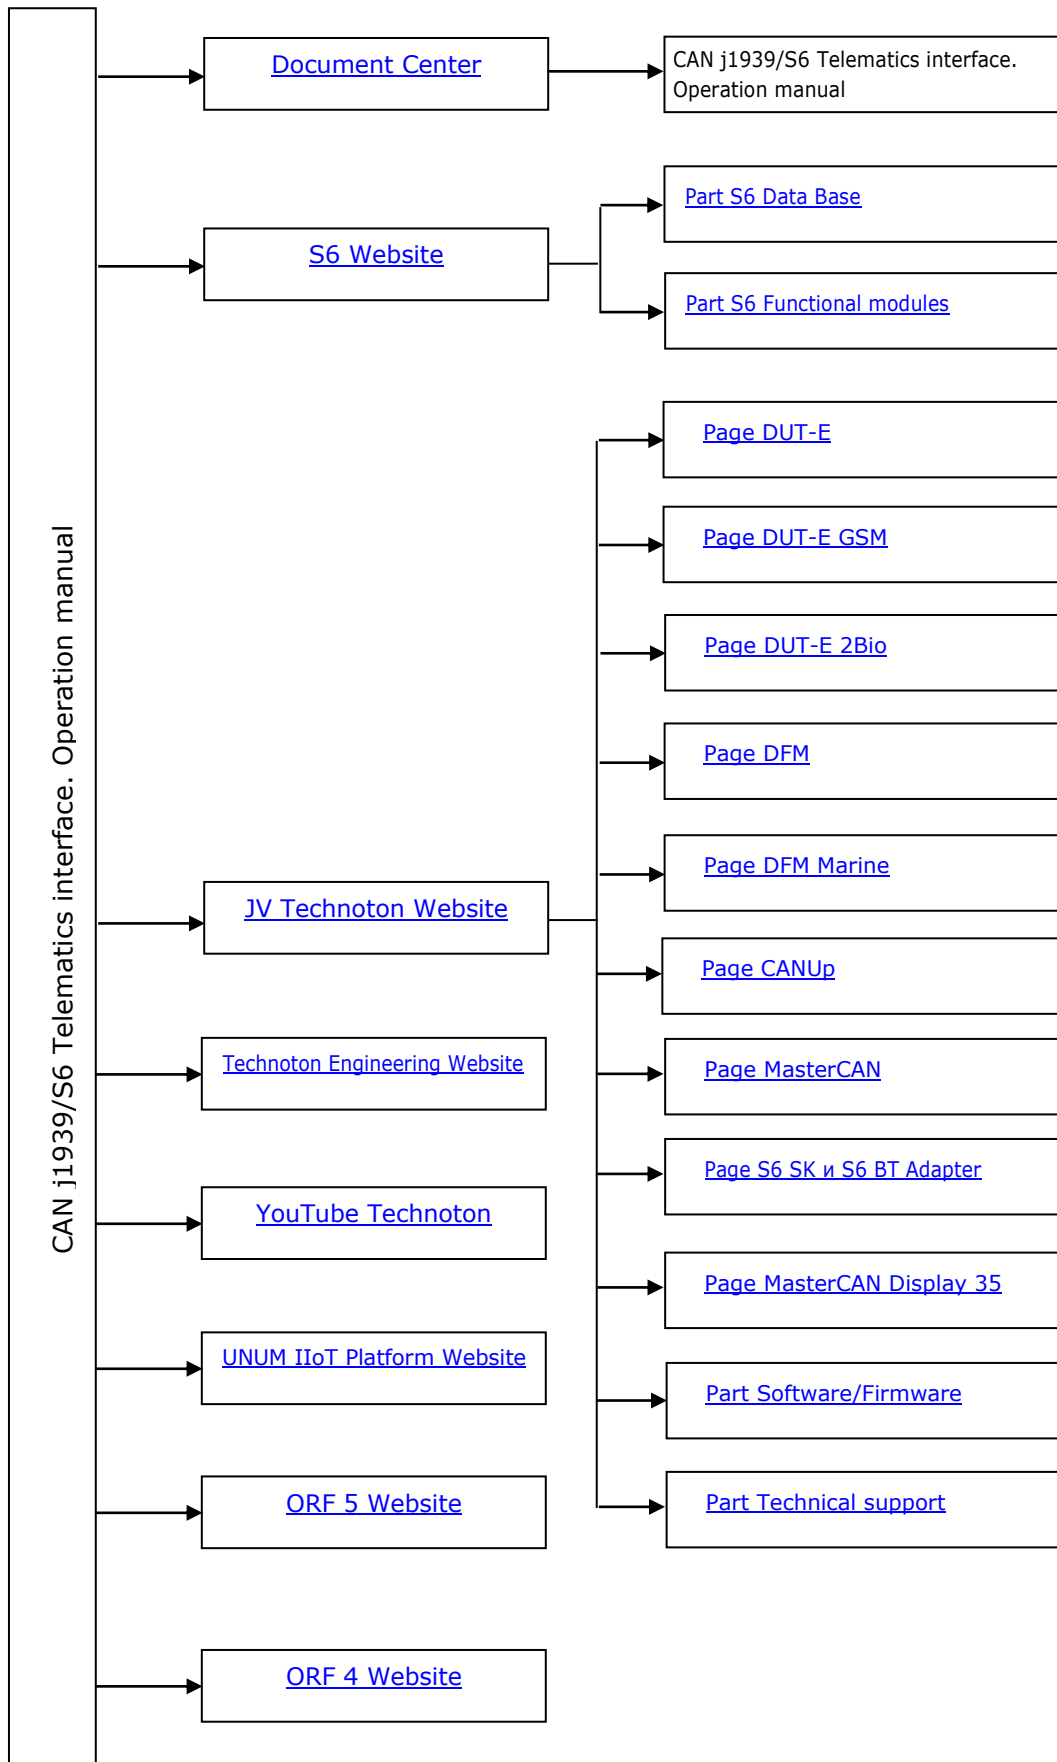 CAN j1939/S6 Telematics interface. Operation manual
Document Center
CAN j1939/S6 Telematics interface.
Operation manual
S6 Website
Part S6 Data Base
Part S6 Functional modules
JV Technoton Website
Page DUT-E
Page DUT-E GSM
Page DUT-E 2Bio
Page DFM
Page DFM Marine
Page CANUp
Page MasterCAN
Page S6 SK и S6 BT Adapter
Page MasterCAN Display 35
Part Software/Firmware
Part Technical support
Technoton Engineering Website
YouTube Technoton
UNUM IIoT Platform Website
ORF 5 Website
ORF 4 Website